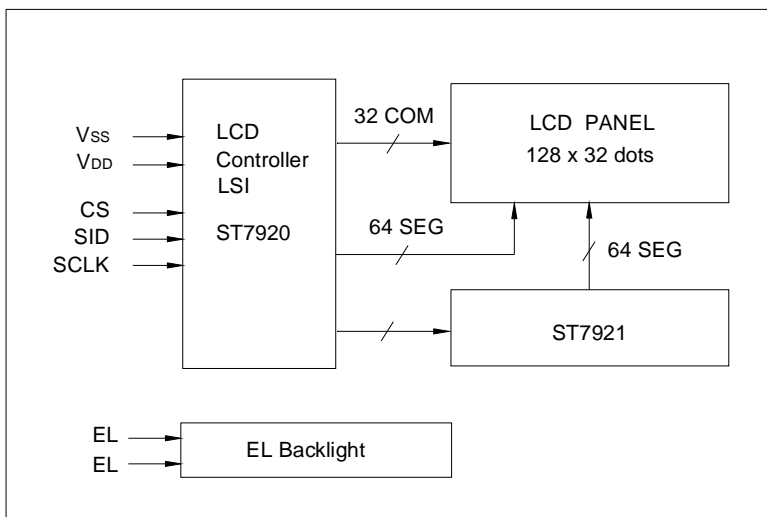 VSS
VDD
CS
SID
SCLK
LCD
Controller
LSI
ST7920
32 COM
64 SEG
LCD PANEL
128 x 32 dots
64 SEG
ST7921
EL
EL
EL Backlight